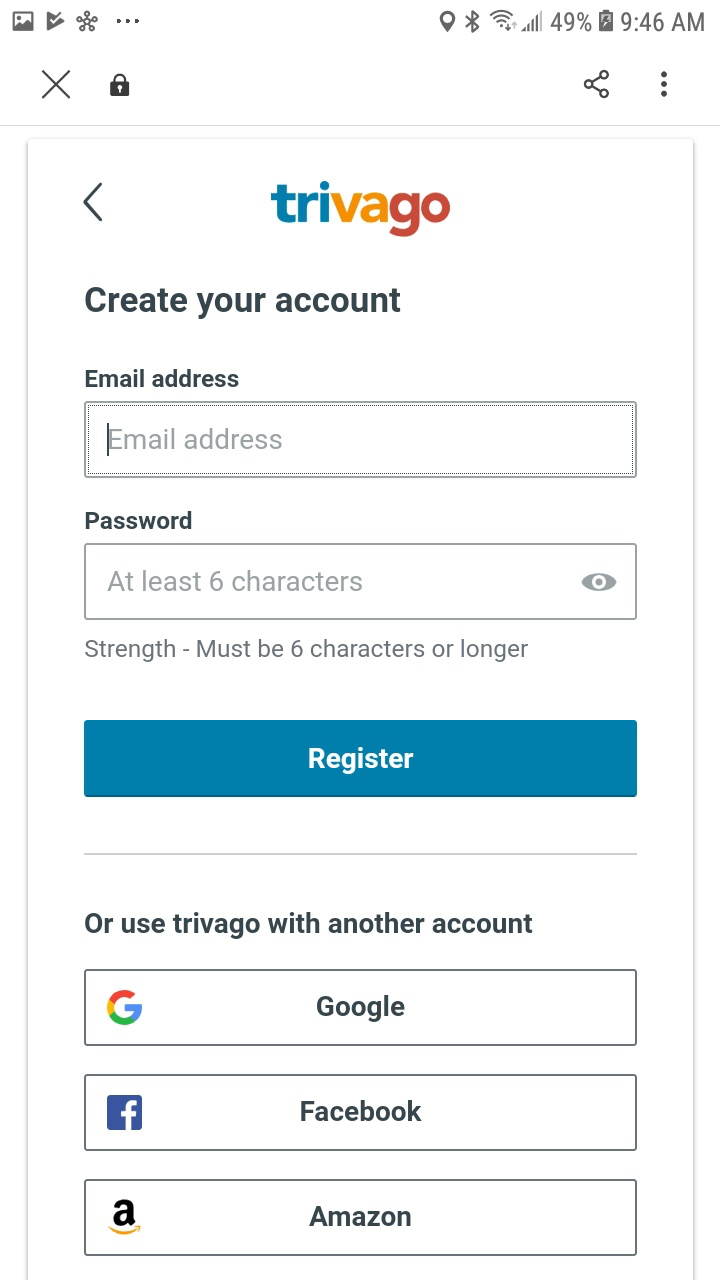 49% 9:46 AM
trivago
Create your account
Email address
Email address
Password
At least 6 characters
Strength - Must be 6 characters or longer
Register
Or use trivago with another account
Google
Facebook
Amazon